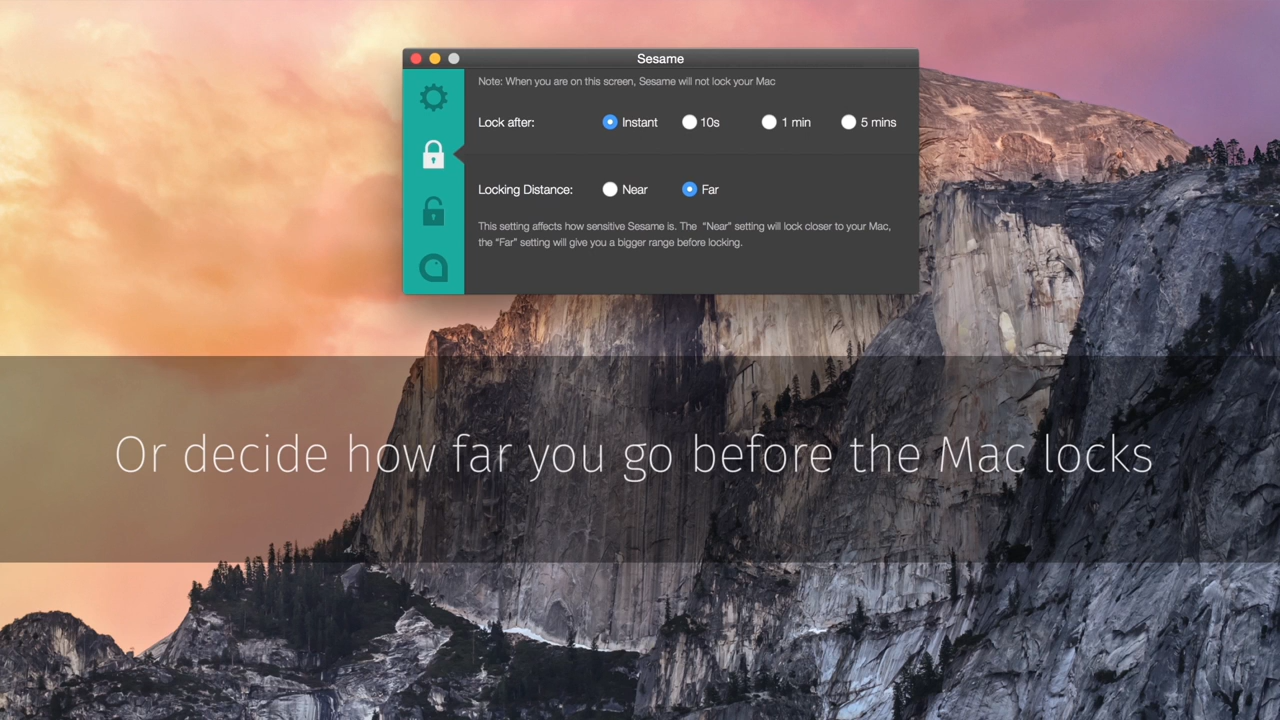 Sesame
Note: When you are on this screen, Sesame will not lock your Mac
Lock after: Instant 10s 1 min 5 mins
Locking Distance: Near Far
This setting affects how sensitive Sesame is. The “Near” setting will lock closer to your Mac,
the “Far” setting will give you a bigger range before locking.
Or decide how far you go before the Mac locks